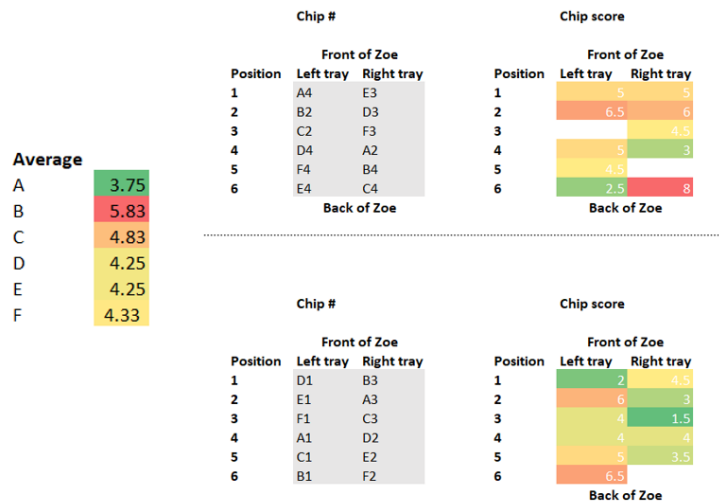 Chip #
Chip score
Front of Zoe
Front of Zoe
Position Left tray Right tray
Position Left tray Right tray
1 A4 E3
1 5 5
2 B2 D3
2 6.5 6
3 C2 F3
3 4.5
4 D4 A2
4 5 3
5 F4 B4
5 4.5
6 E4 C4
6 2.5 8
Back of Zoe
Back of Zoe
Average
A 3.75
B 5.83
C 4.83
D 4.25
E 4.25
F 4.33
Chip #
Chip score
Front of Zoe
Front of Zoe
Position Left tray Right tray
Position Left tray Right tray
1 D1 B3
1 2 4.5
2 E1 A3
2 6 3
3 F1 C3
3 4 1.5
4 A1 D2
4 4 4
5 C1 E2
5 5 3.5
6 B1 F2
6 6.5
Back of Zoe